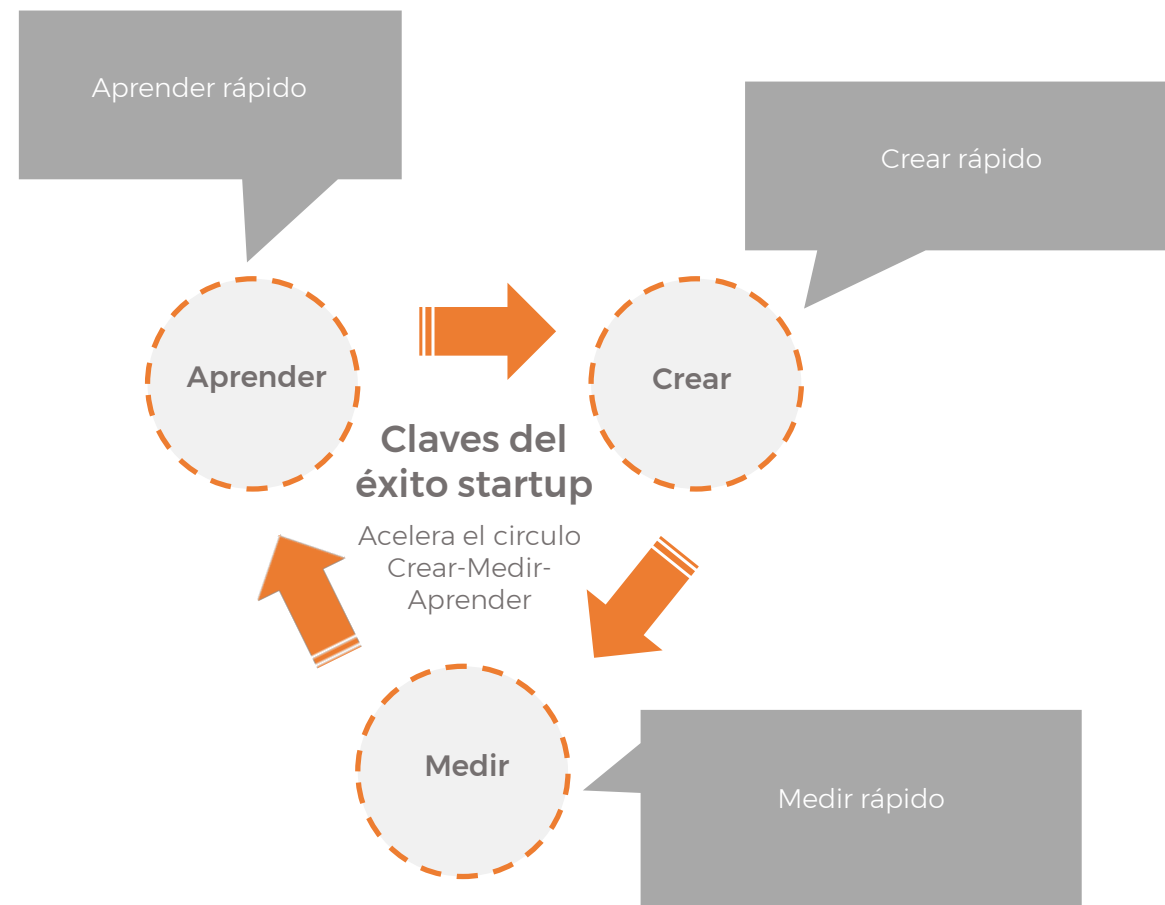 Aprender rápido
Crear rápido
Aprender
Crear
Claves del
éxito startup
Acelera el circulo
Crear-Medir-
Aprender
Medir
Medir rápido